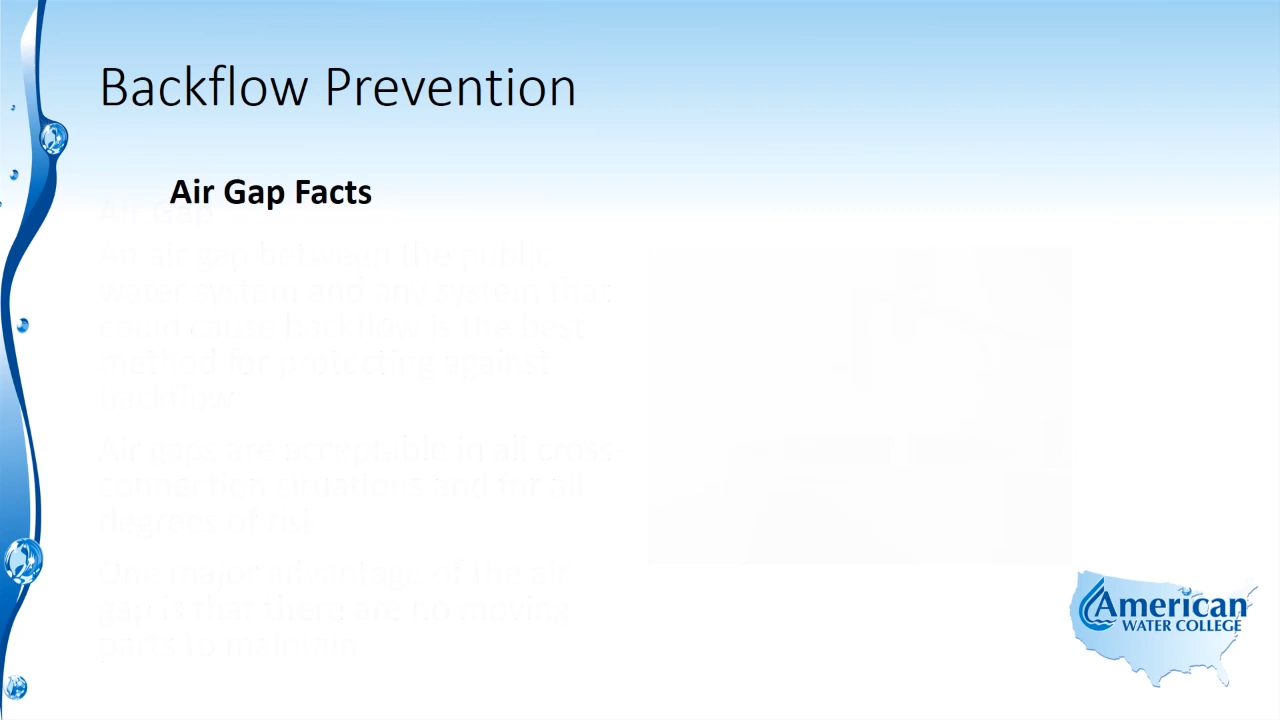 Backflow Prevention
Air Gap Facts
Air Gap
An air gap between the public
water system and any system that
could cause backflow is the best
method for protecting against
backflow
Air gaps are acceptable in all cross-
connection situations and for all
degrees of risk
One major advantage of the air
gap is that there are no moving
parts to maintain
American
WATER COLLEGE